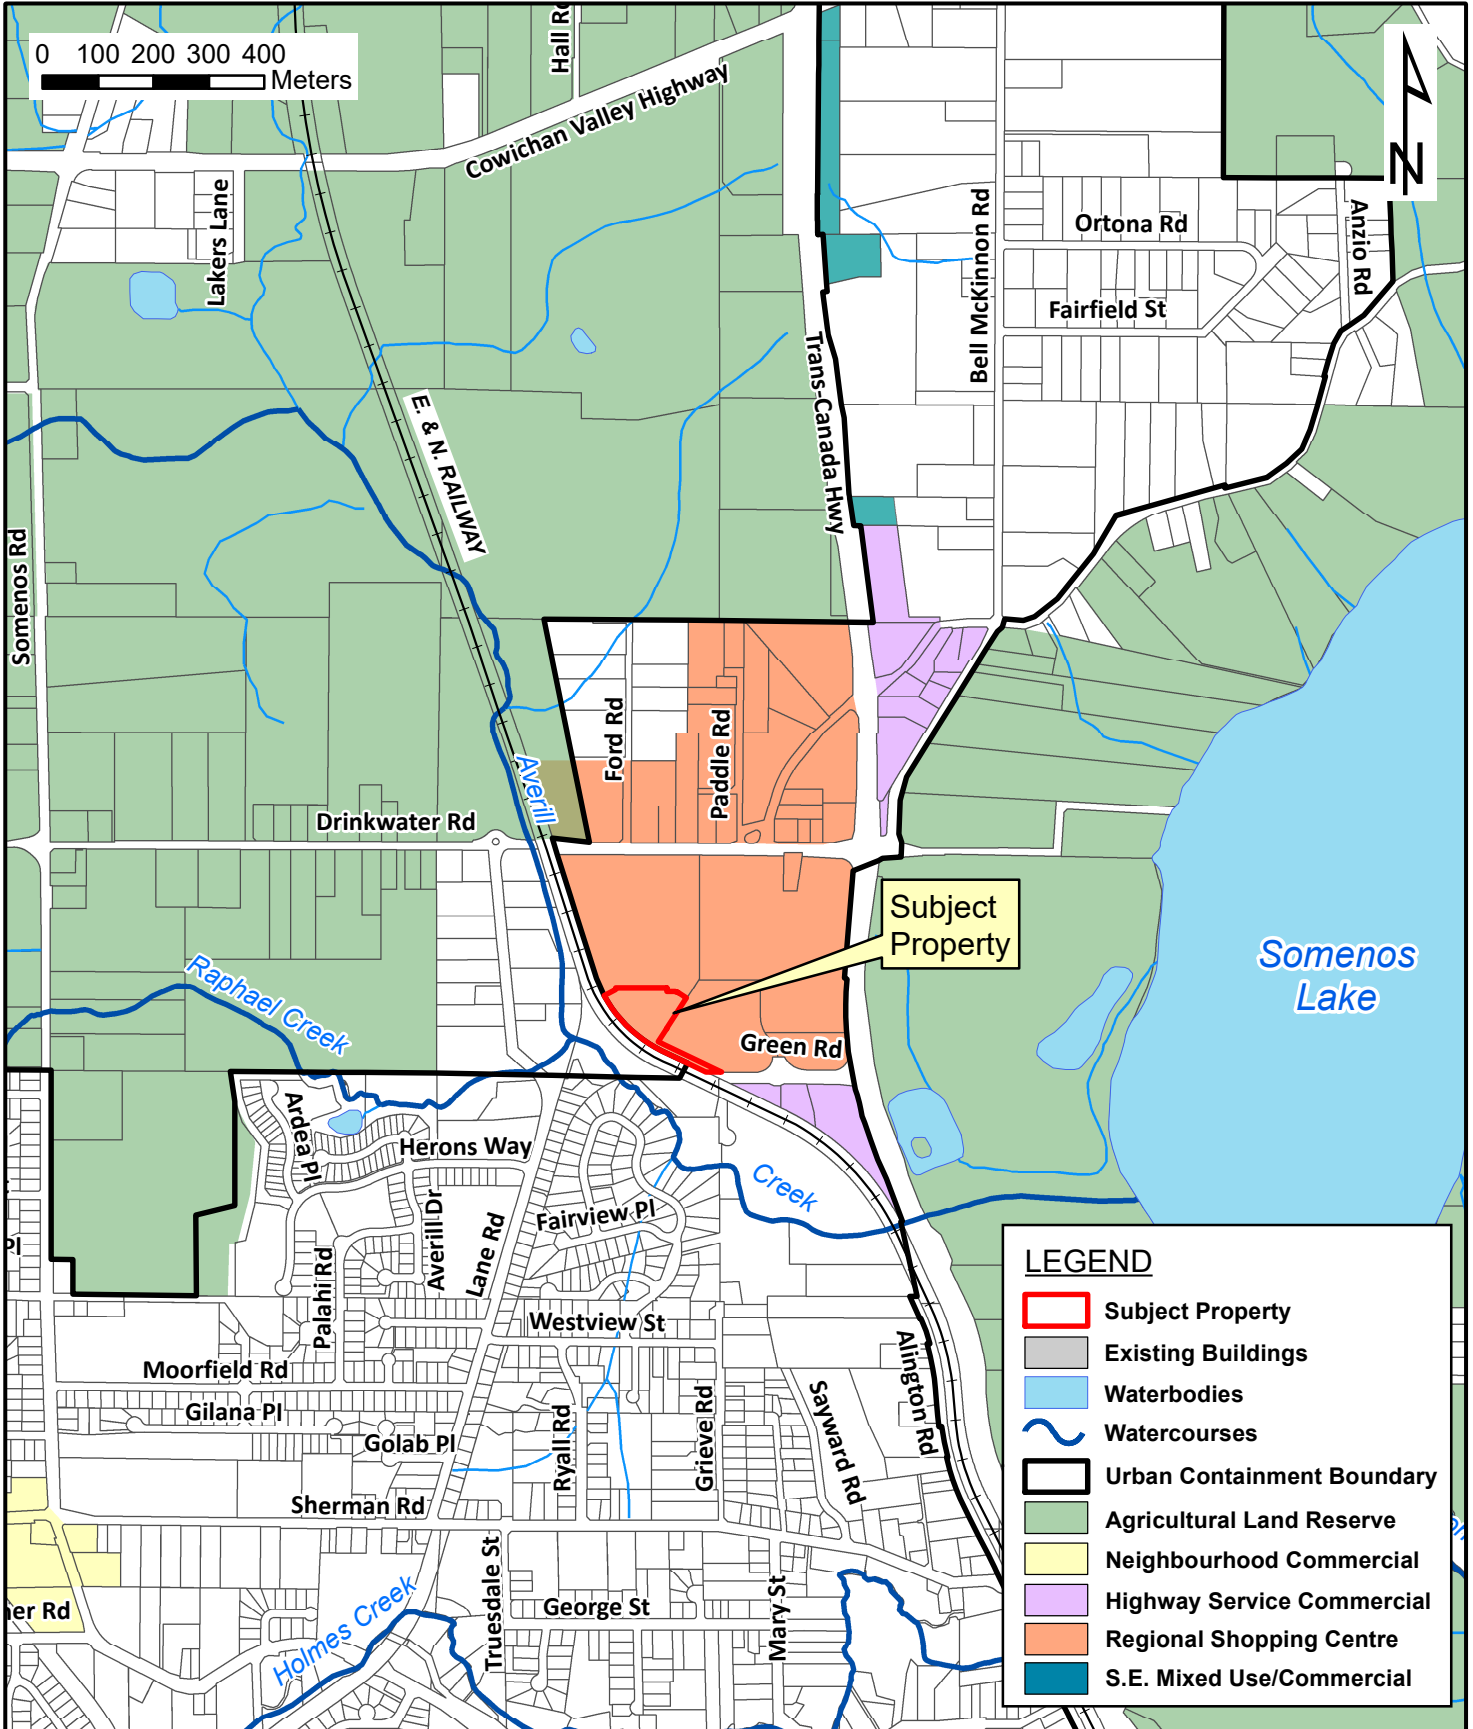 0 100 200 300 400
Meters
Cowichan Valley Highway
Lakers Lane
Ortona Rd
Anzio Rd
N
Bell McKinnon Rd
Fairfield St
Trans-Canada Hwy
E. & N. RAILWAY
Somenos Rd
Ford Rd
Paddle Rd
Averill
Drinkwater Rd
Subject
Property
Somenos
Lake
Raphael Creek
Green Rd
Ardea Pl
Herons Way
Creek
Fairview Pl
Averill Dr
Lane Rd
Pl
Palahi Rd
Westview St
Moorfield Rd
Alington Rd
Gilana Pl
Sayward Rd
Grieve Rd
Ryall Rd
Golab Pl
Sherman Rd
Truesdale St
George St
Mary St
Holmes Creek
LEGEND
Subject Property
Existing Buildings
Waterbodies
Watercourses
Urban Containment Boundary
Agricultural Land Reserve
Neighbourhood Commercial
Highway Service Commercial
Regional Shopping Centre
S.E. Mixed Use/Commercial